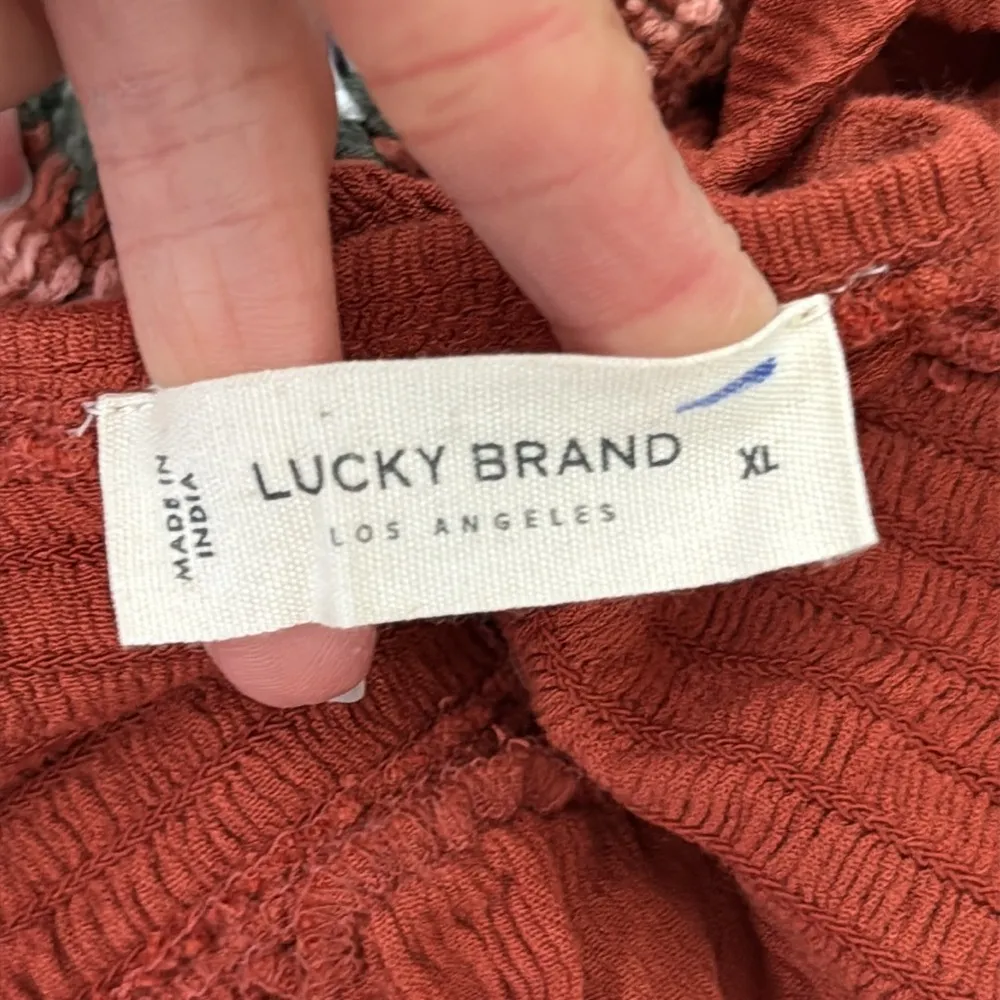 MADE IN
INDIA
LUCKY BRAND
XL
LOS ANGELES